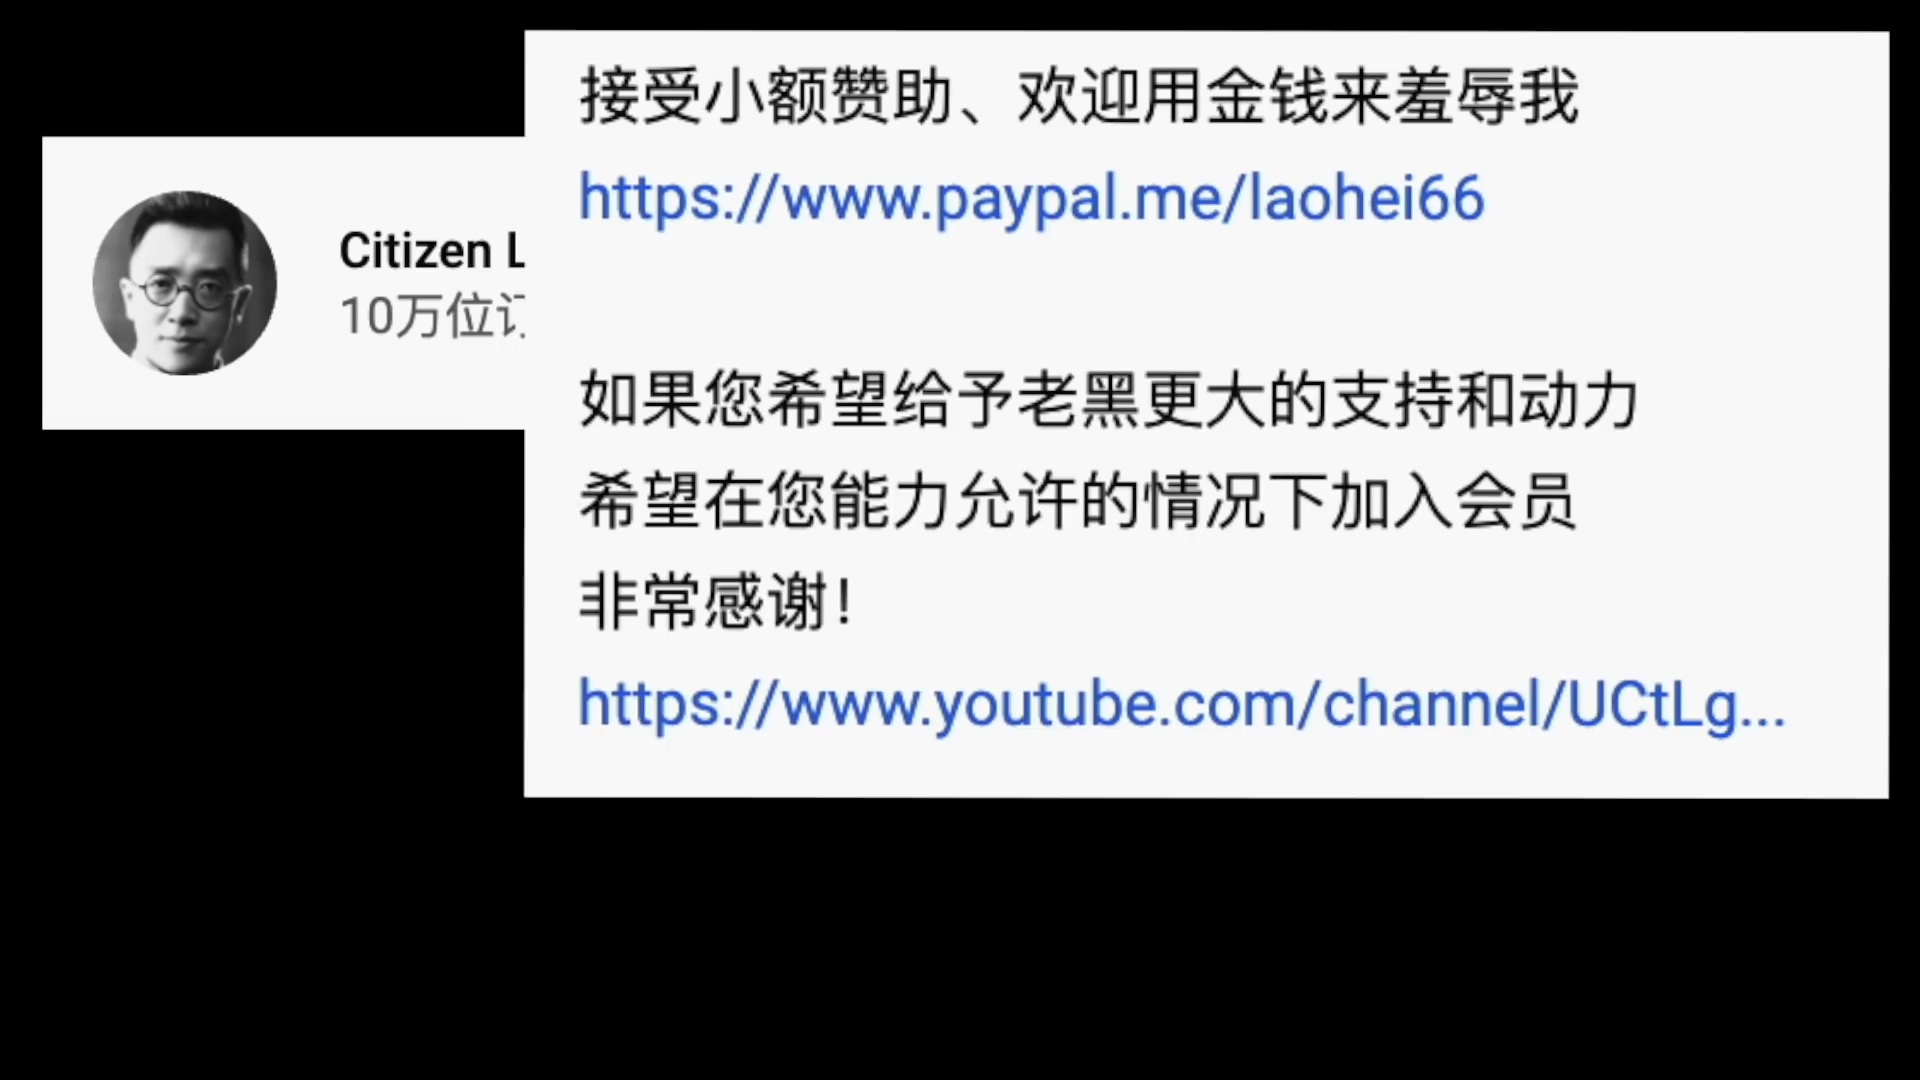 Citizen L
10万位订
接受小额赞助、欢迎用金钱来羞辱我
https://www.paypal.me/laohei66
如果您希望给予老黑更大的支持和动力
希望在您能力允许的情况下加入会员
非常感谢！
https://www.youtube.com/channel/UCtLg...